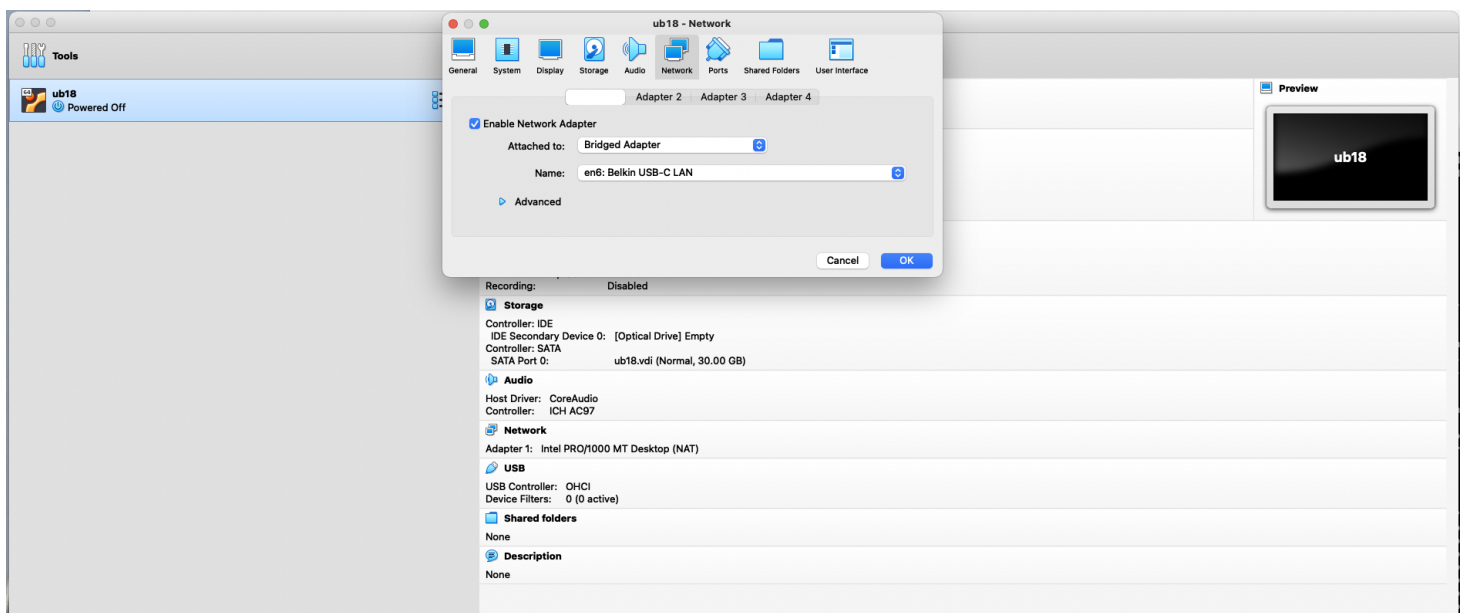 ub18 - Network
Tools
General System Display Storage Audio Network Ports Shared Folders User Interface
64
ub18
Powered Off
Adapter 2 Adapter 3 Adapter 4
Enable Network Adapter
Attached to: Bridged Adapter
Name: en6: Belkin USB-C LAN
Advanced
Cancel OK
Preview
ub18
Recording: Disabled
Storage
Controller: IDE
IDE Secondary Device 0: [Optical Drive] Empty
Controller: SATA
SATA Port 0: ub18.vdi (Normal, 30.00 GB)
Audio
Host Driver: CoreAudio
Controller: ICH AC97
Network
Adapter 1: Intel PRO/1000 MT Desktop (NAT)
USB
USB Controller: OHCI
Device Filters: 0 (0 active)
Shared folders
None
Description
None